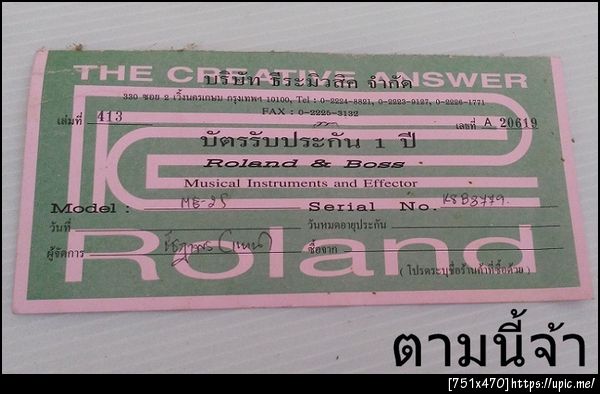 THE CREATIVE ANSWER
บริษัท ธีระมิวสิค จำกัด
330 ซอย 2 เวิ้งนครเกษม กรุงเทพฯ 10100, Tel : 0-2224-8821, 0-2223-9127, 0-2226-1771
FAX : 0-2225-3132
เล่มที่ 413 เลขที่ A 20619
บัตรรับประกัน 1 ปี
Roland & Boss
Musical Instruments and Effector
Model : ME-25 Serial No. K8B8779.
วันที่ วันหมดอายุประกัน
ผู้จัดการ ซื้อจาก
Roland
( โปรดระบุชื่อร้านค้าที่ซื้อด้วย )
ตามนี้จ้า
[751x470]https://upic.me/